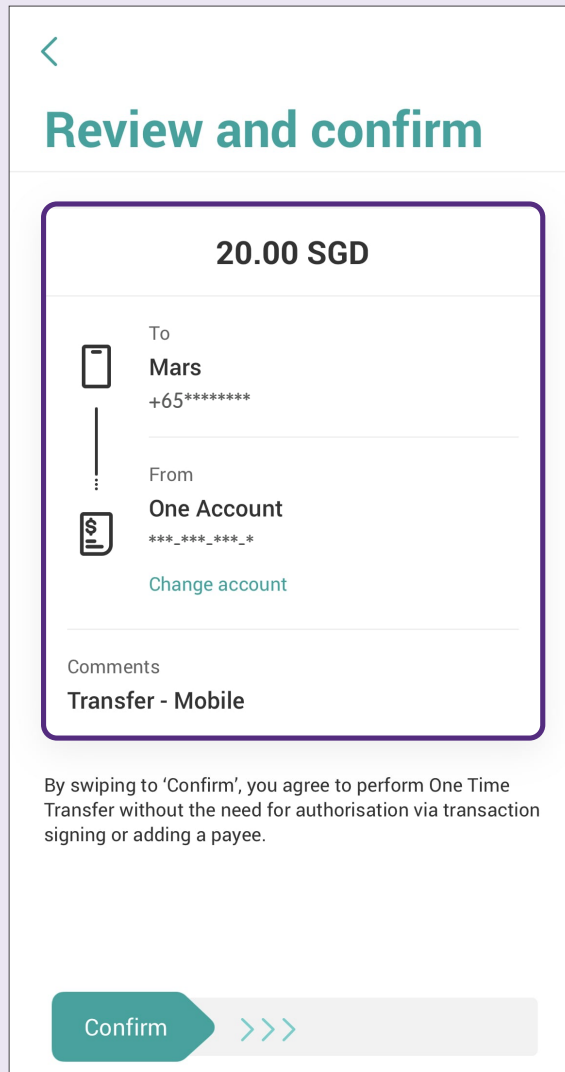 Review and confirm
20.00 SGD
To
Mars
+65********
From
One Account
***-***-***-*
Change account
Comments
Transfer - Mobile
By swiping to ‘Confirm’, you agree to perform One Time
Transfer without the need for authorisation via transaction
signing or adding a payee.
Confirm